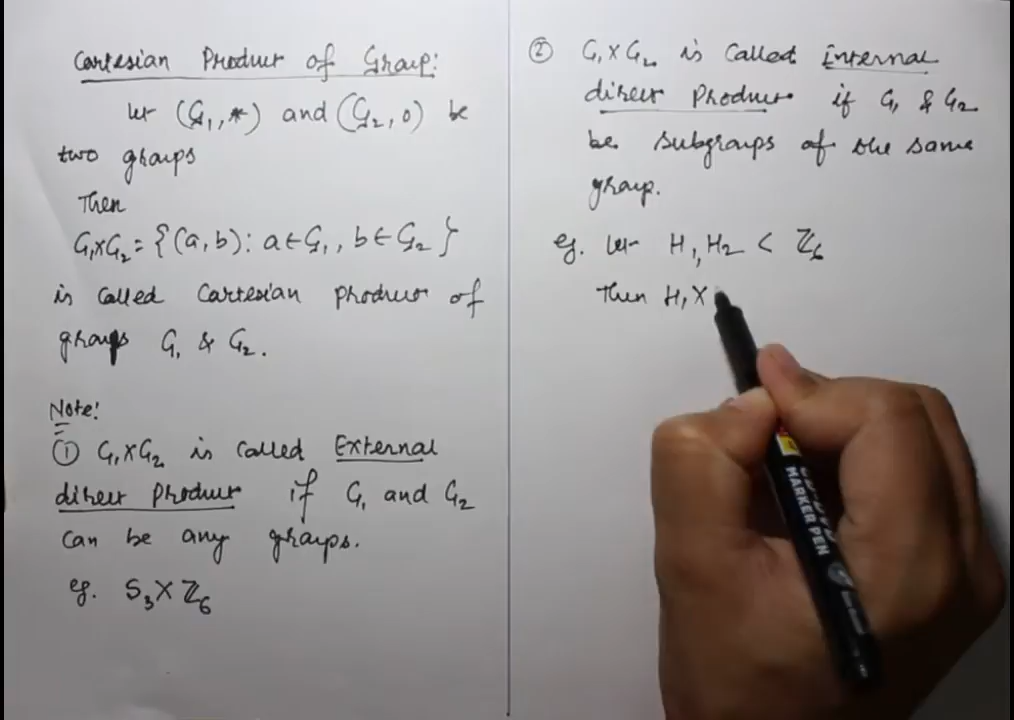 Cartesian Product of Group:
let (G₁,*) and (G₂,o) be
two groups
Then
G₁×G₂ = {(a,b): a∈G₁, b∈G₂}
is called Cartesian product of
groups G₁ & G₂.
Note:
① G₁×G₂ is called External
direct Product if G₁ and G₂
can be any groups.
eg. S₃×ℤ₆
② G₁×G₂ is called Internal
direct Product if G₁ & G₂
be subgroups of the same
group.
eg. let H₁, H₂ < ℤ₆
Then H₁×
MARKER PEN